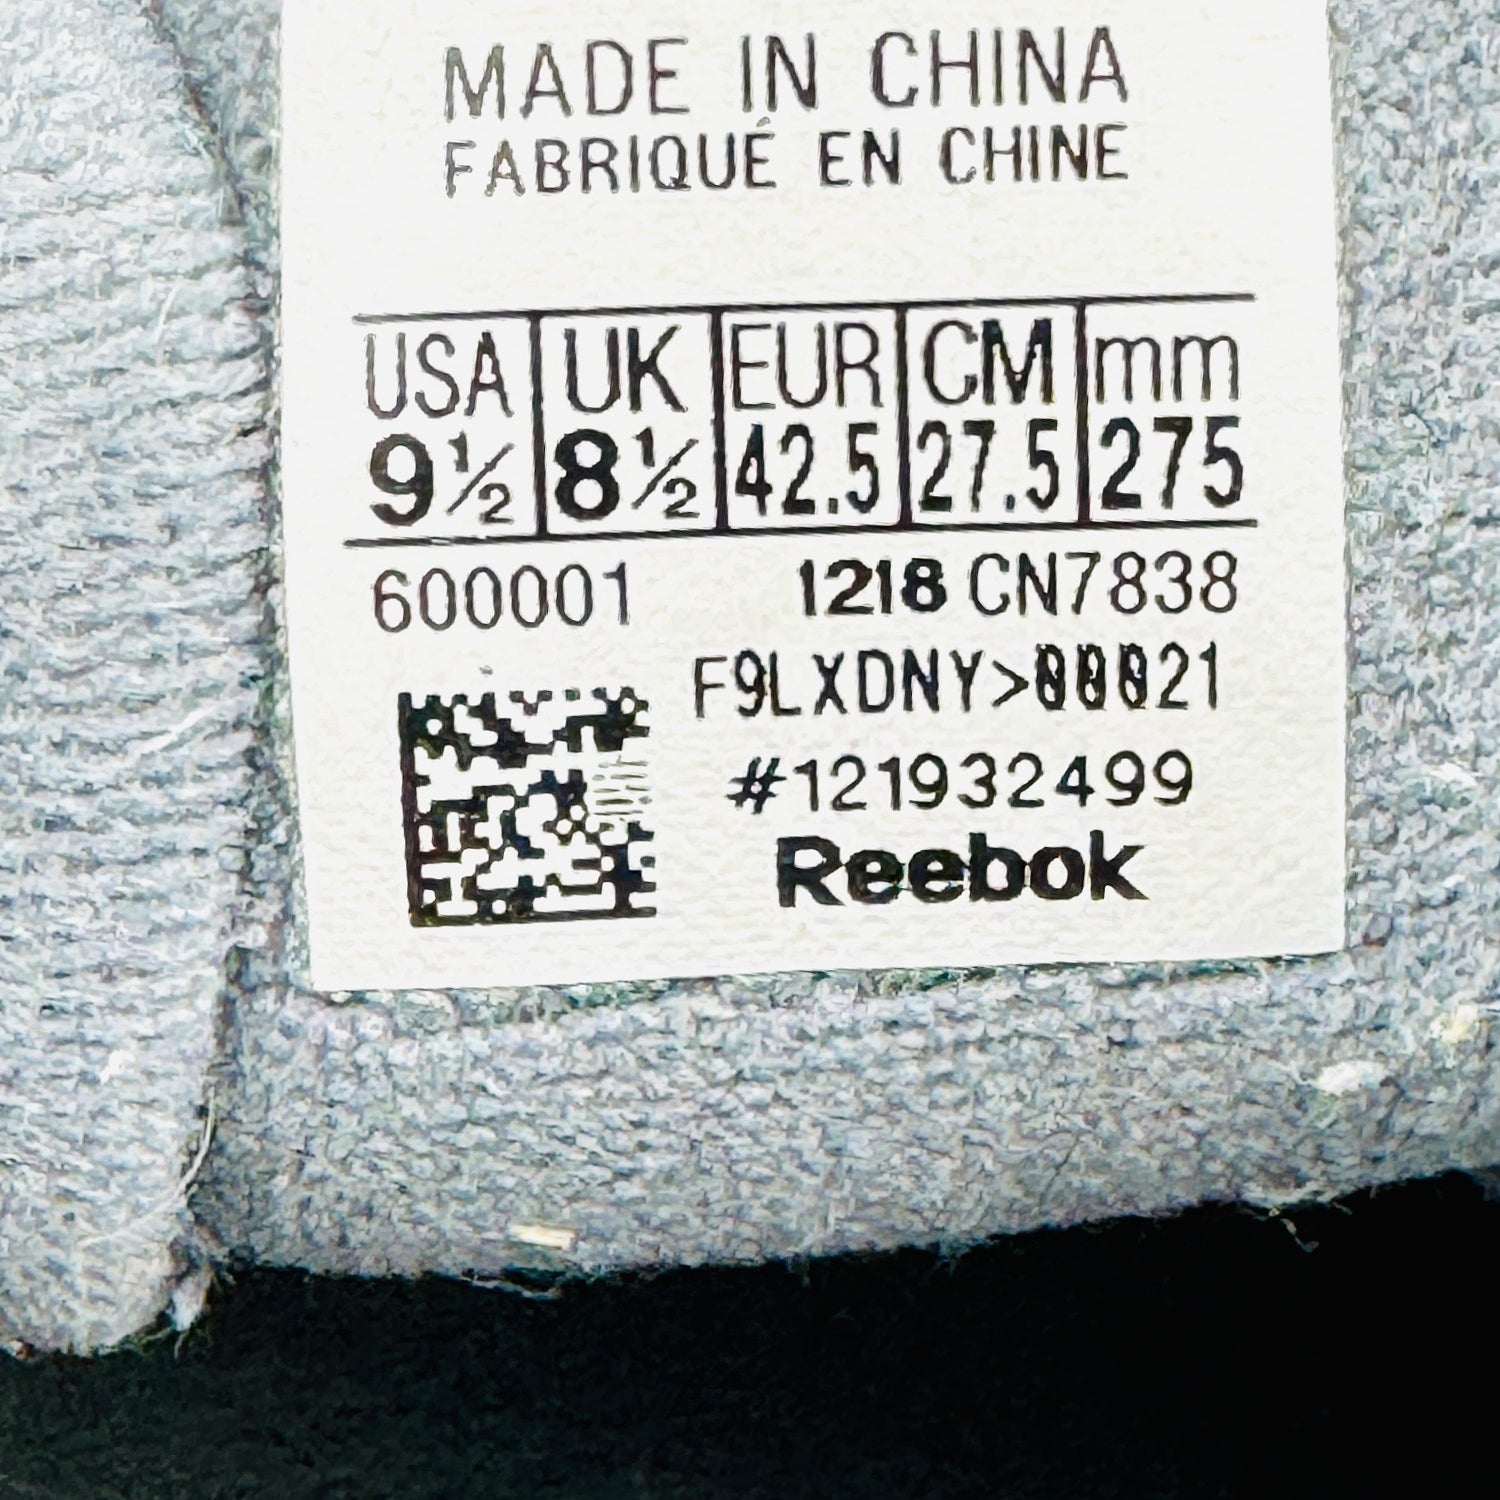 MADE IN CHINA
FABRIQUÉ EN CHINE
USA UK EUR CM mm
9½ 8½ 42.5 27.5 275
600001 1218 CN7838
F9LXDNY>00021
#121932499
Reebok